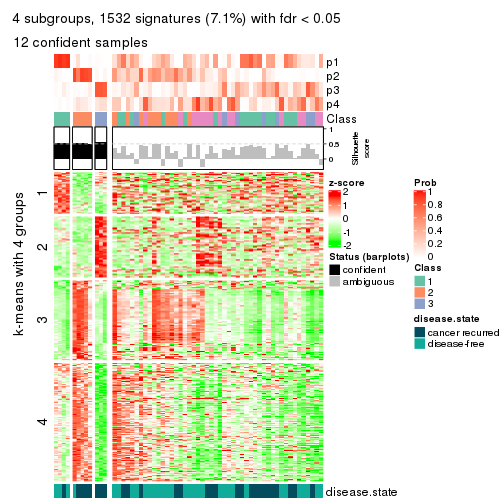 4 subgroups, 1532 signatures (7.1%) with fdr < 0.05
12 confident samples
p1
p2
p3
p4
Class
1
0.5
0
Silhouette
score
k-means with 4 groups
1
2
3
4
z-score
2
1
0
-1
-2
Status (barplots)
confident
ambiguous
Prob
1
0.8
0.6
0.4
0.2
0
Class
1
2
3
disease.state
cancer recurred
disease-free
disease.state